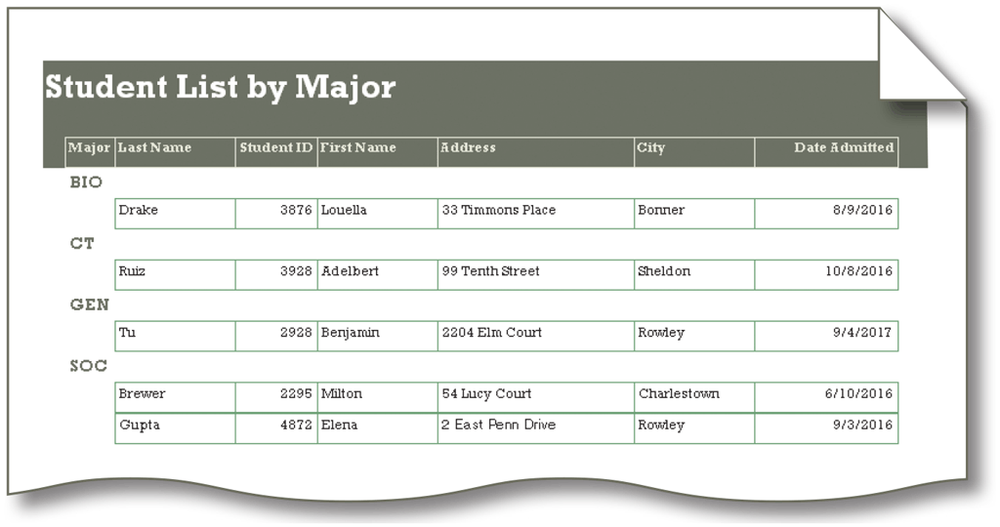 Student List by Major
Major Last Name Student ID First Name Address City Date Admitted
BIO
Drake 3876 Louella 33 Timmons Place Bonner 8/9/2016
CT
Ruiz 3928 Adelbert 99 Tenth Street Sheldon 10/8/2016
GEN
Tu 2928 Benjamin 2204 Elm Court Rowley 9/4/2017
SOC
Brewer 2295 Milton 54 Lucy Court Charlestown 6/10/2016
Gupta 4872 Elena 2 East Penn Drive Rowley 9/3/2016